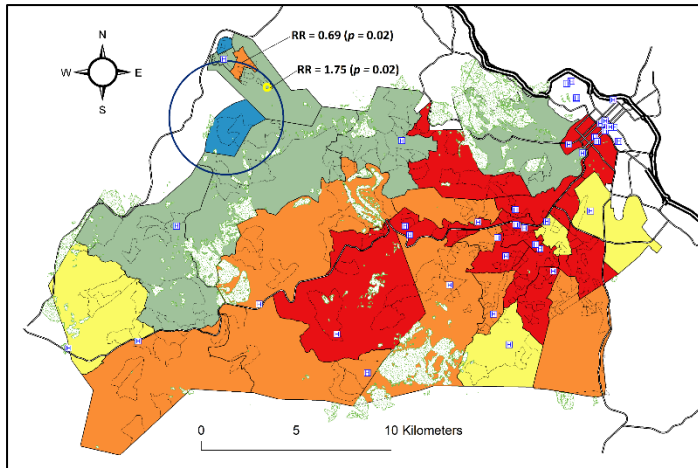 N
W E
S
RR = 0.69 (p = 0.02)
RR = 1.75 (p = 0.02)
0 5 10 Kilometers